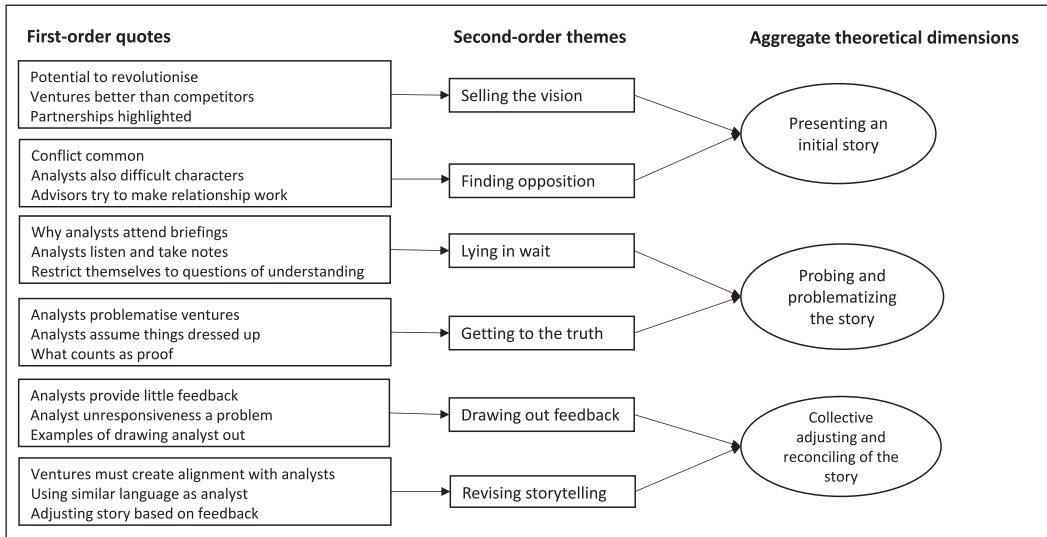 First-order quotes
Second-order themes
Aggregate theoretical dimensions
Potential to revolutionise
Ventures better than competitors
Partnerships highlighted
Selling the vision
Presenting an
initial story
Conflict common
Analysts also difficult characters
Advisors try to make relationship work
Finding opposition
Why analysts attend briefings
Analysts listen and take notes
Restrict themselves to questions of understanding
Lying in wait
Probing and
problematizing
the story
Analysts problematise ventures
Analysts assume things dressed up
What counts as proof
Getting to the truth
Analysts provide little feedback
Analyst unresponsiveness a problem
Examples of drawing analyst out
Drawing out feedback
Collective
adjusting and
reconciling of the
story
Ventures must create alignment with analysts
Using similar language as analyst
Adjusting story based on feedback
Revising storytelling